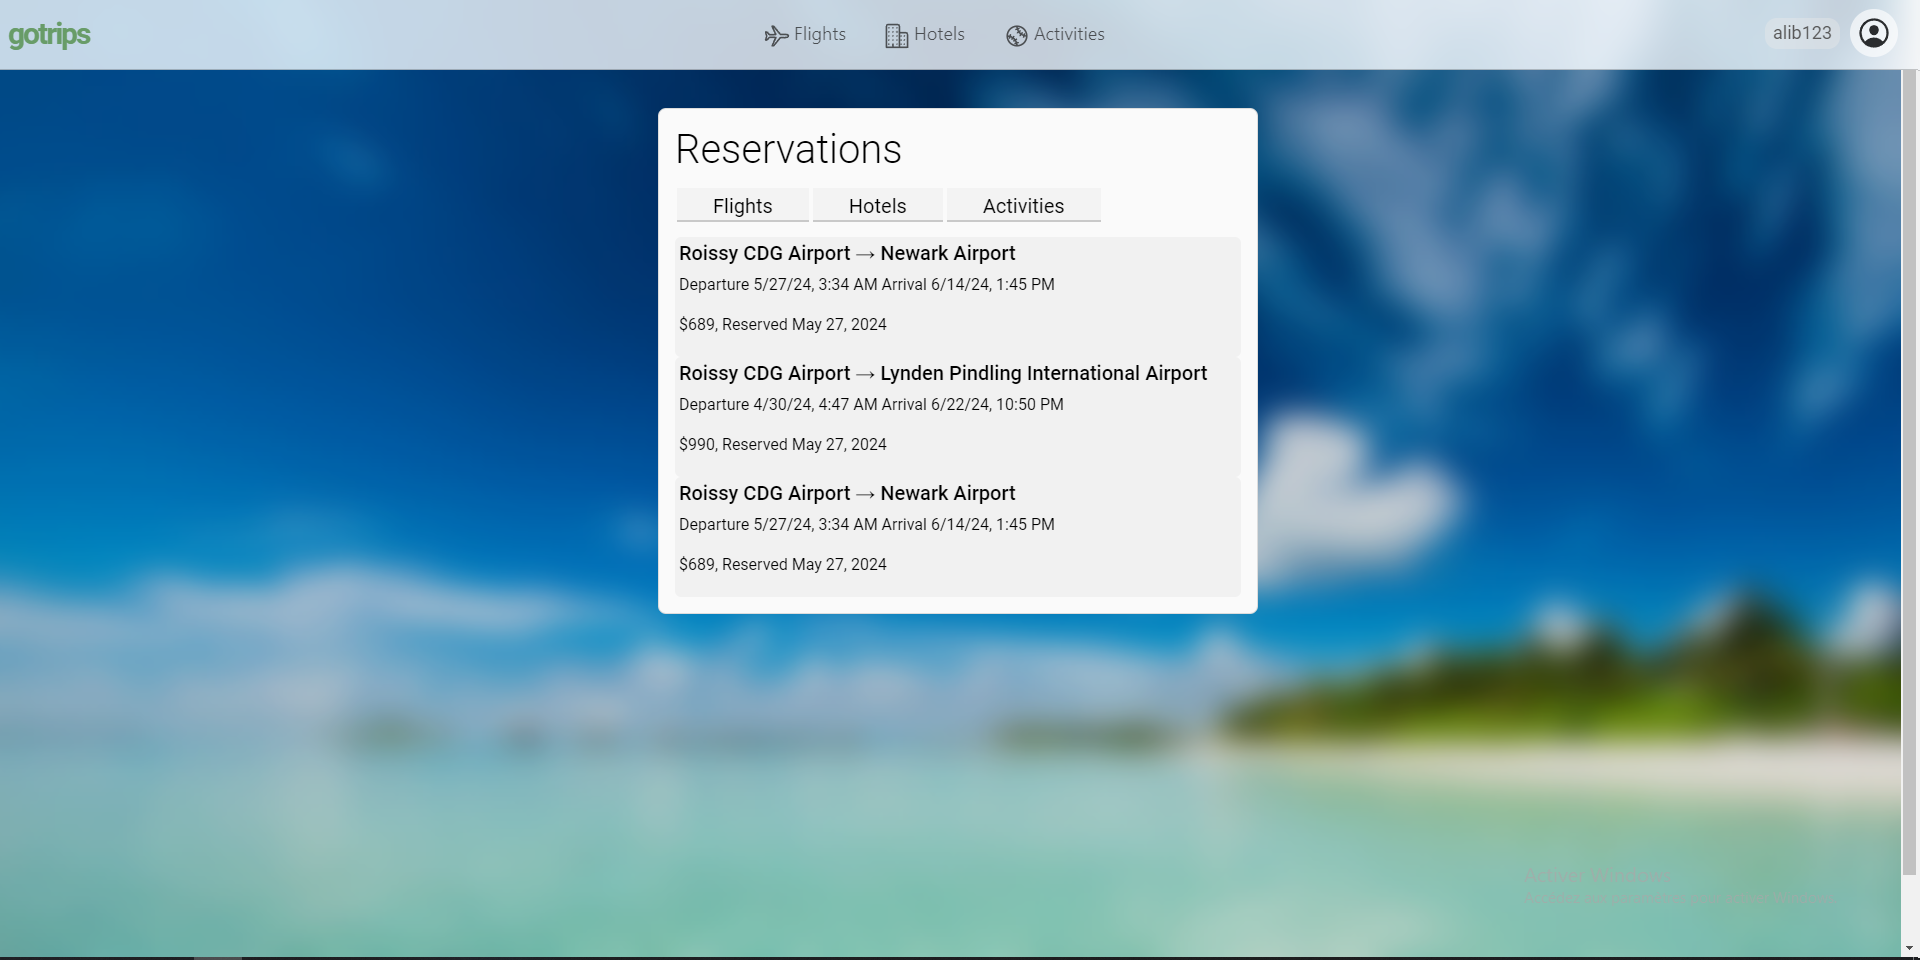 gotrips
Flights
Hotels
Activities
alib123
Reservations
Flights
Hotels
Activities
Roissy CDG Airport → Newark Airport
Departure 5/27/24, 3:34 AM Arrival 6/14/24, 1:45 PM
$689, Reserved May 27, 2024
Roissy CDG Airport → Lynden Pindling International Airport
Departure 4/30/24, 4:47 AM Arrival 6/22/24, 10:50 PM
$990, Reserved May 27, 2024
Roissy CDG Airport → Newark Airport
Departure 5/27/24, 3:34 AM Arrival 6/14/24, 1:45 PM
$689, Reserved May 27, 2024
Activer Windows